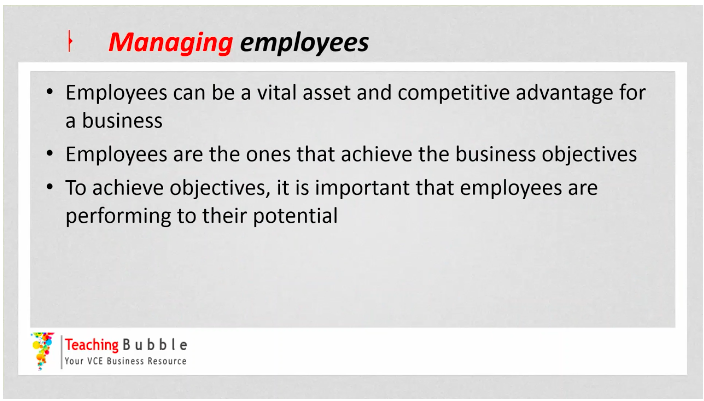 Managing employees
• Employees can be a vital asset and competitive advantage for
a business
• Employees are the ones that achieve the business objectives
• To achieve objectives, it is important that employees are
performing to their potential
Teaching Bubble
Your VCE Business Resource